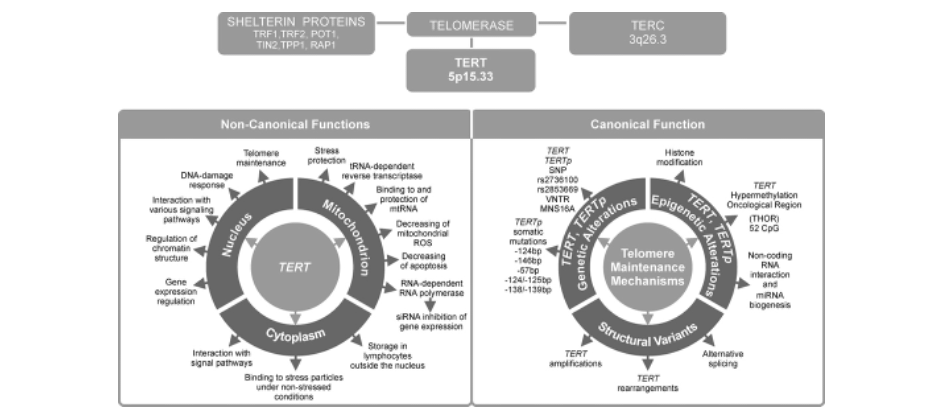 SHELTERIN PROTEINS
TRF1,TRF2, POT1,
TIN2,TPP1, RAP1
TELOMERASE
TERC
3q26.3
TERT
5p15.33
Non-Canonical Functions
Telomere
maintenance
DNA-damage
response
Interaction with
various signaling
pathways
Regulation of
chromatin
structure
Gene
expression
regulation
Nucleus
Stress
protection
tRNA-dependent
reverse transcriptase
Binding to and
protection of
mtRNA
Decreasing of
mitochondrial
ROS
Decreasing
of apoptosis
RNA-dependent
RNA polymerase
siRNA inhibition of
gene expression
Mitochondrion
TERT
Cytoplasm
Interaction with
signal pathways
Binding to stress particles
under non-stressed
conditions
Storage in
lymphocytes
outside the nucleus
Canonical Function
TERT
TERTp
SNP
rs2736100
rs2853669
VNTR
MNS16A
TERTp
somatic
mutations
-124bp
-146bp
-57bp
-124/-125bp
-138/-139bp
TERT, TERTp
Genetic Alterations
Histone
modification
TERT
Hypermethylation
Oncological Region
(THOR)
52 CpG
Non-coding
RNA
interaction
and
miRNA
biogenesis
TERT, TERTp
Epigenetic Alterations
Telomere
Maintenance
Mechanisms
Structural Variants
TERT
amplifications
TERT
rearrangements
Alternative
splicing